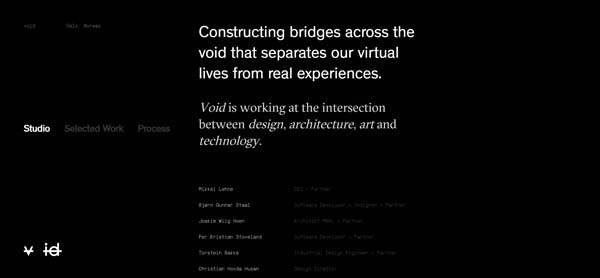 void Oslo, Norway
Constructing bridges across the
void that separates our virtual
lives from real experiences.
Void is working at the intersection
between design, architecture, art and
technology.
Studio Selected Work Process
Mikkel Lehne CEO + Partner
Bjørn Gunnar Staal Software Developer + Designer + Partner
Joakim Wiig Hoen Architect MNAL + Partner
Per Kristian Stoveland Software Developer + Partner
Torstein Bakke Industrial Design Engineer + Partner
Christian Hovda Husan Design Director
v id